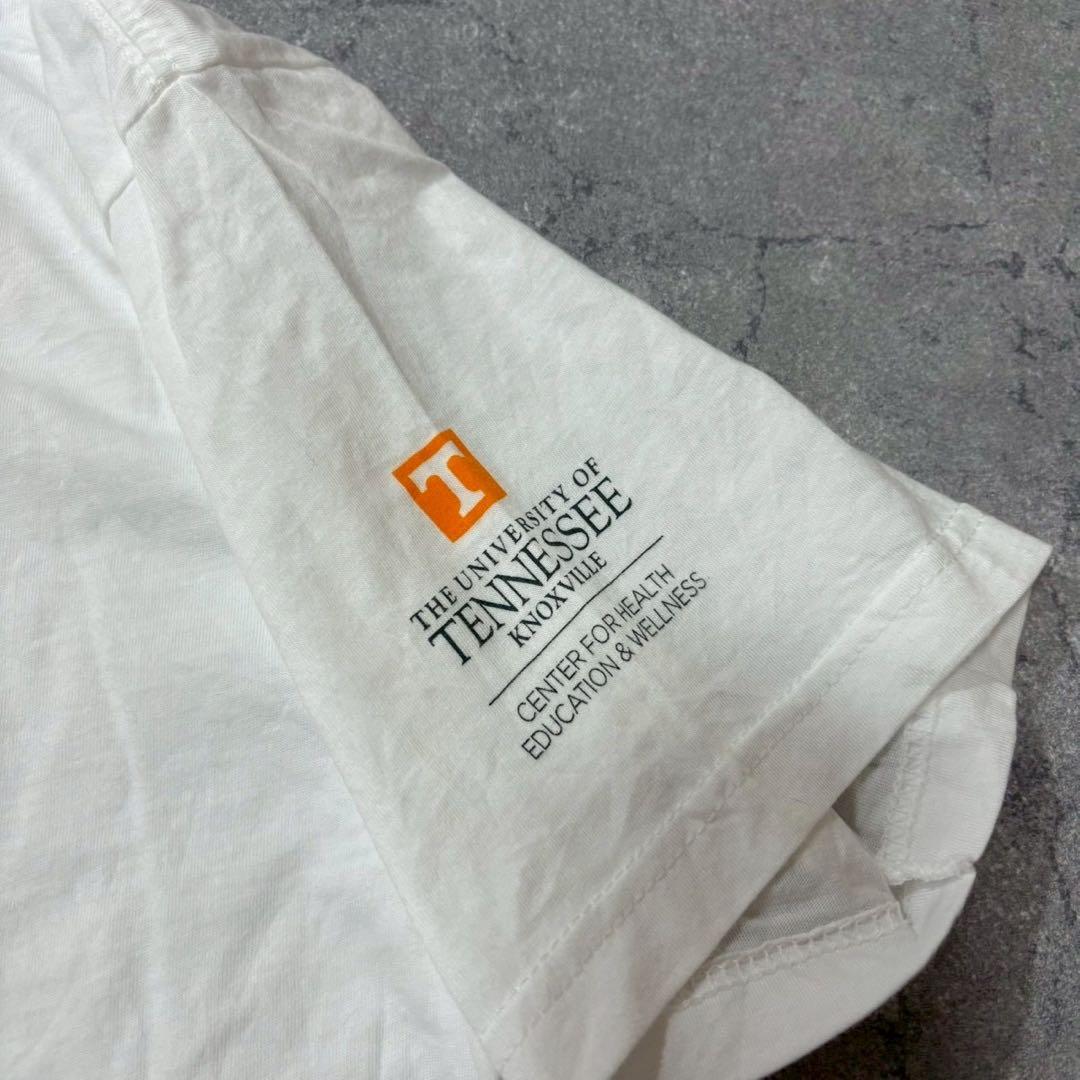 T
THE UNIVERSITY OF
TENNESSEE
KNOXVILLE
CENTER FOR HEALTH
EDUCATION & WELLNESS